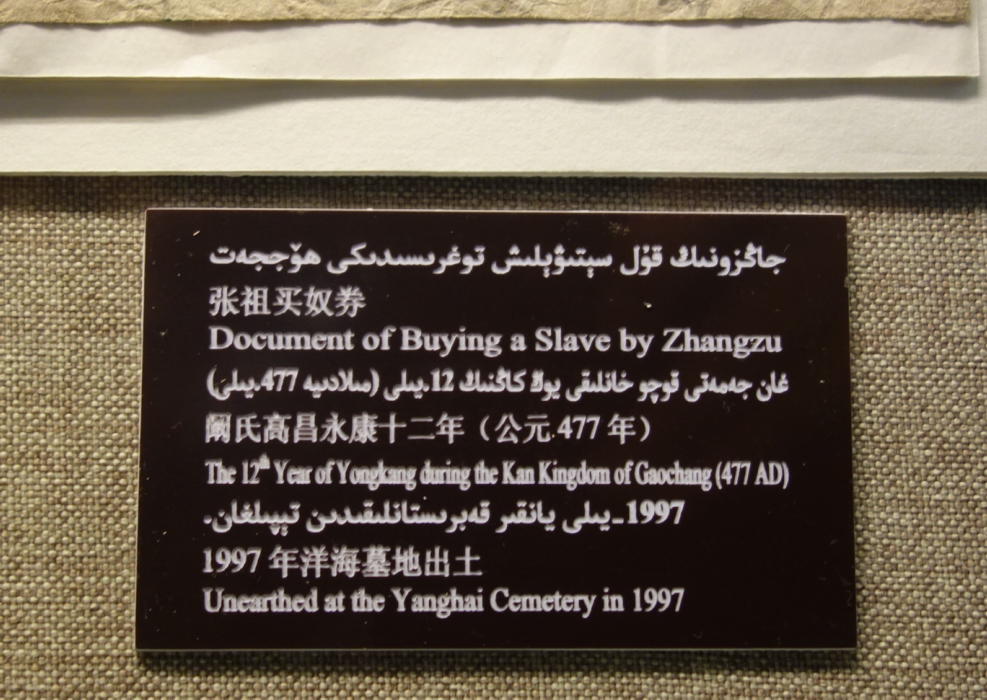 جاڭزونىڭ قۇل سېتىۋېلىش توغرىسىدىكى ھۆججەت
张祖买奴券
Document of Buying a Slave by Zhangzu
غان جەمەتى قوچو خانلىقى يوڭ كاڭنىڭ 12.يىلى (مىلادىيە 477.يىلى)
阚氏高昌永康十二年（公元.477 年）
The 12th Year of Yongkang during the Kan Kingdom of Gaochang (477 AD)
1997-يىلى يانقىر قەبرىستانلىقىدىن تېپىلغان.
1997 年洋海墓地出土
Unearthed at the Yanghai Cemetery in 1997